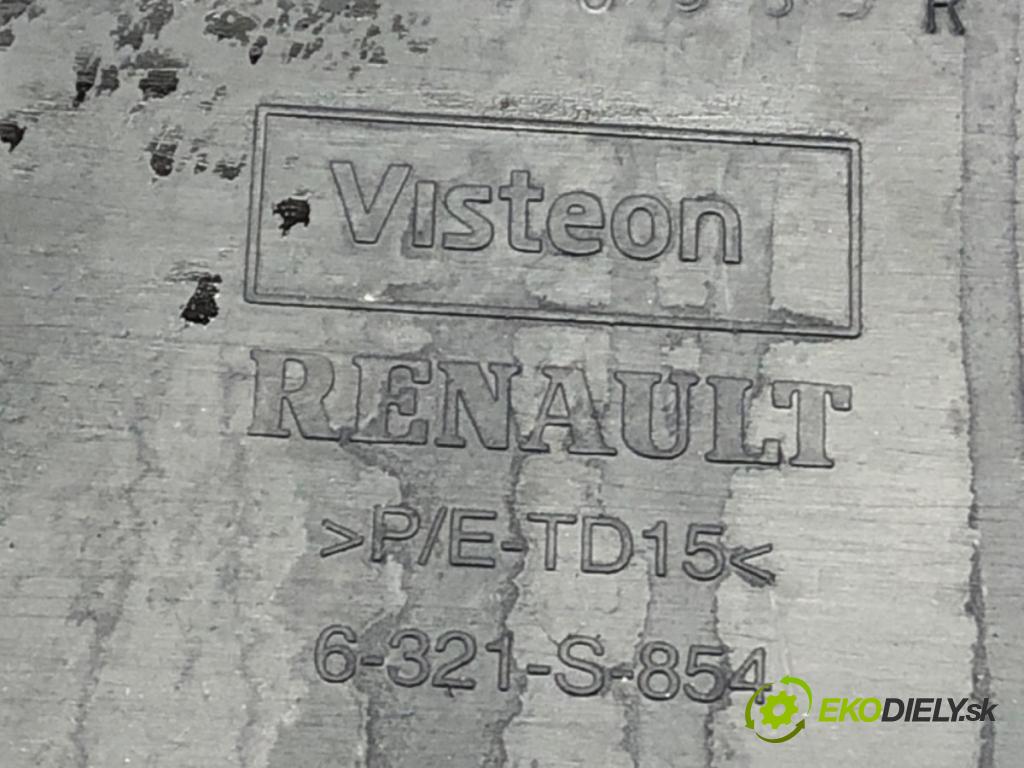 R
Visteon
RENAULT
>P/E-TD15<
6-321-S-854
EKODIELY.sk